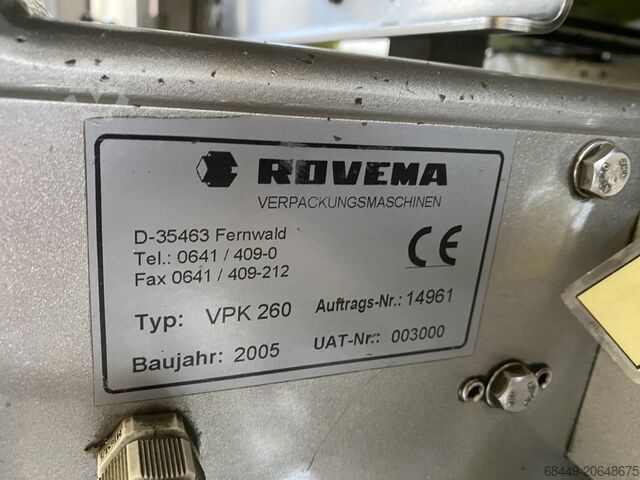 ROVEMA
VERPACKUNGSMASCHINEN
D-35463 Fernwald
Tel.: 0641 / 409-0
Fax 0641 / 409-212
CE
Typ: VPK 260 Auftrags-Nr.: 14961
Baujahr: 2005 UAT-Nr.: 003000
68449-20648675